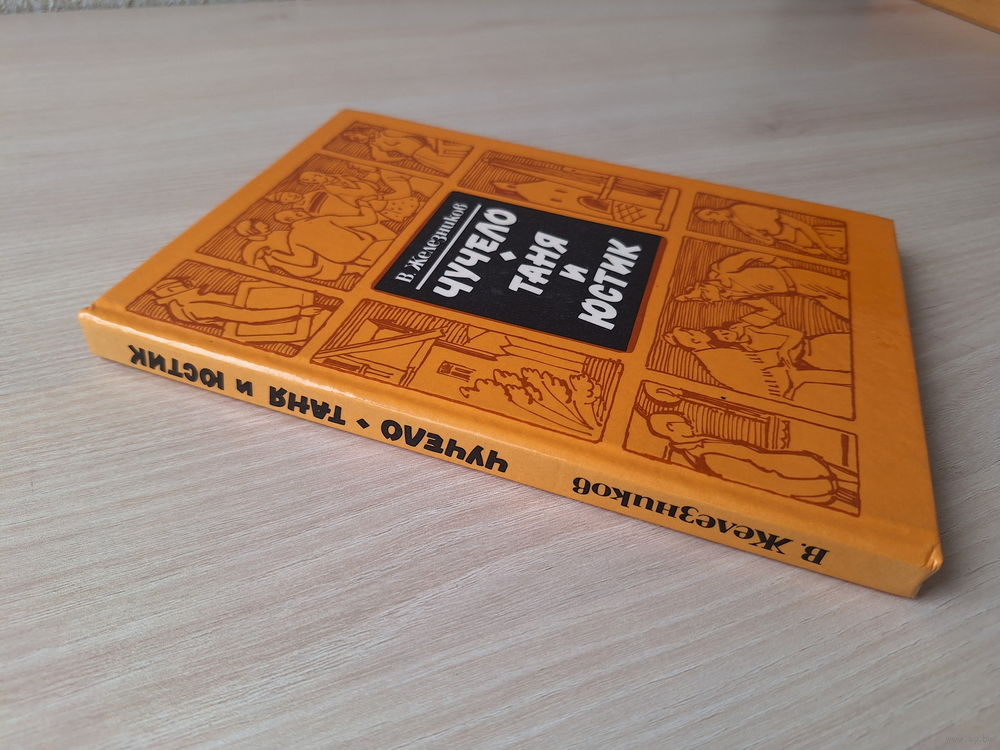 В. Железников
ЧУЧЕЛО
◆
ТАНЯ
И
ЮСТИК
В. Железников ЧУЧЕЛО ◆ ТАНЯ И ЮСТИК